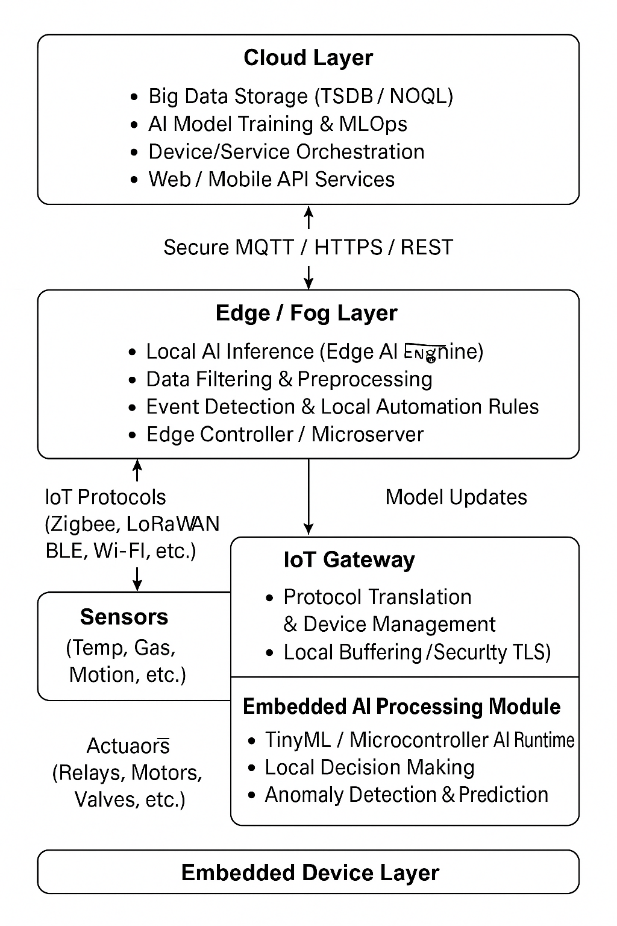 Cloud Layer
• Big Data Storage (TSDB / NOQL)
• AI Model Training & MLOps
• Device/Service Orchestration
• Web / Mobile API Services
Secure MQTT / HTTPS / REST
Edge / Fog Layer
• Local AI Inference (Edge AI
• Data Filtering & Preprocessing
• Event Detection & Local Automation Rules
• Edge Controller / Microserver
IoT Protocols
(Zigbee, LoRaWAN
BLE, Wi-FI, etc.)
Model Updates
IoT Gateway
• Protocol Translation
& Device Management
• Local Buffering /Securlty TLS)
Sensors
(Temp, Gas,
Motion, etc.)
Embedded AI Processing Module
• TinyML / Microcontroller AI Runtime
• Local Decision Making
• Anomaly Detection & Prediction
Actuaors
(Relays, Motors,
Valves, etc.)
Embedded Device Layer